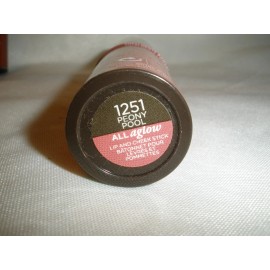 1251
PEONY
POOL
ALL aglow
LIP AND CHEEK STICK
BÂTONNET POUR
LÈVRES ET
POMMETTES